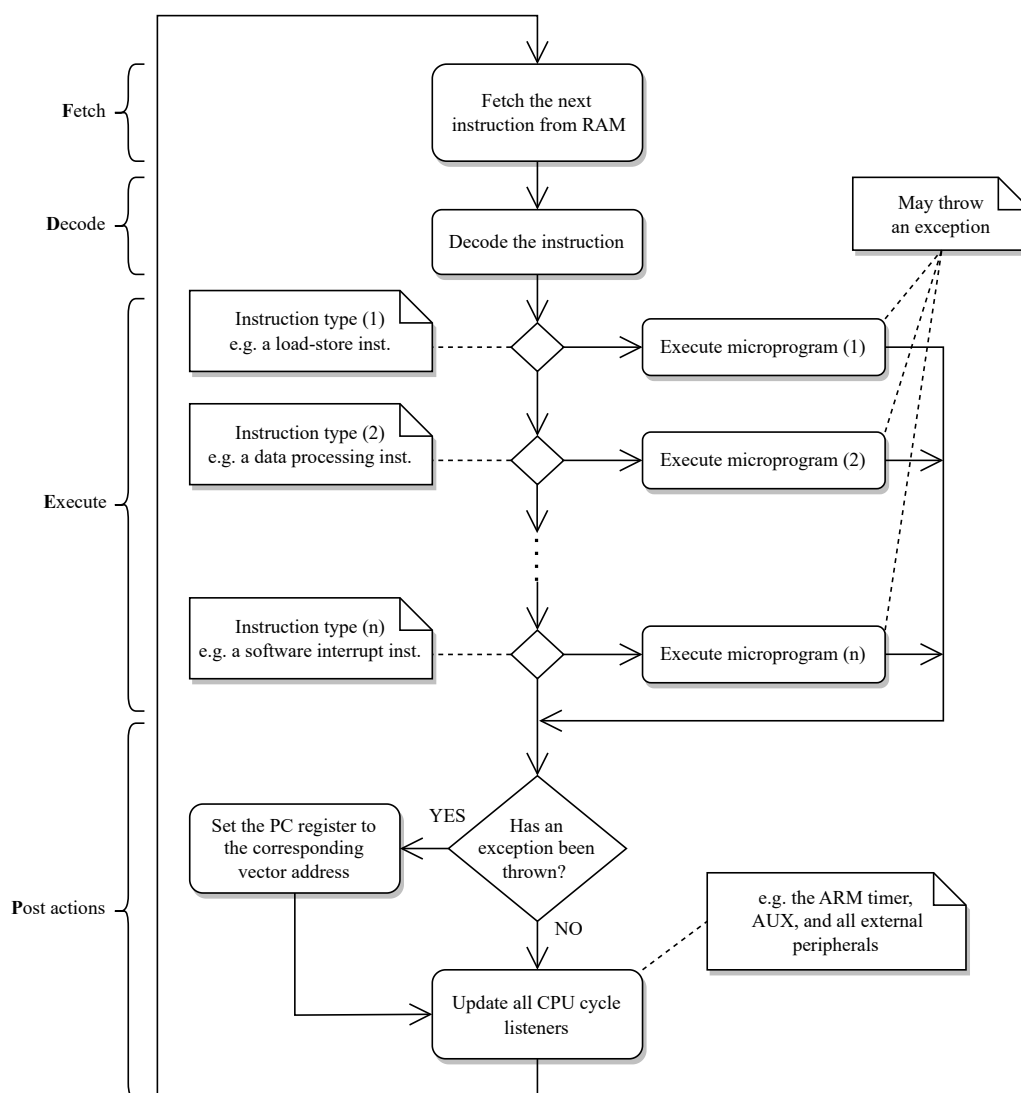 Fetch
Fetch the next
instruction from RAM
Decode
Decode the instruction
May throw
an exception
Execute
Instruction type (1)
e.g. a load-store inst.
Execute microprogram (1)
Instruction type (2)
e.g. a data processing inst.
Execute microprogram (2)
Instruction type (n)
e.g. a software interrupt inst.
Execute microprogram (n)
Post actions
YES
Set the PC register to
the corresponding
vector address
Has an
exception been
thrown?
NO
e.g. the ARM timer,
AUX, and all external
peripherals
Update all CPU cycle
listeners